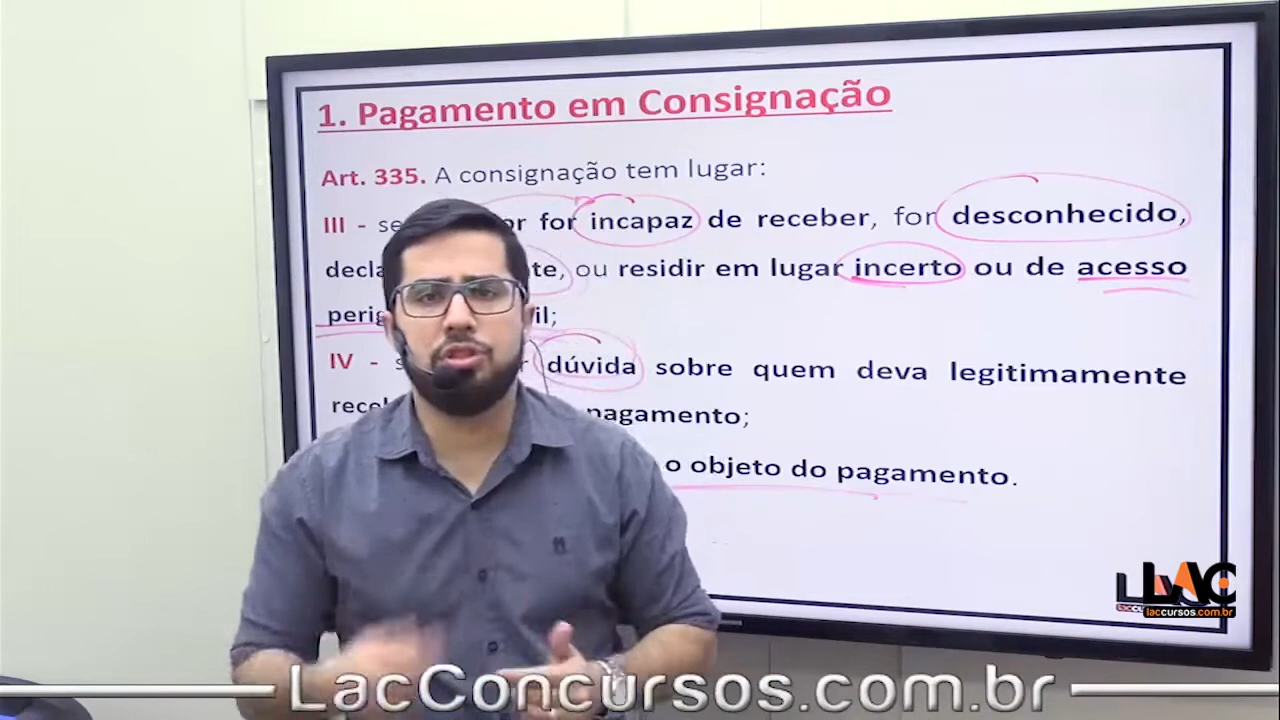 1. Pagamento em Consignação
Art. 335. A consignação tem lugar:
III - se for incapaz de receber, for desconhecido,
ou residir em lugar incerto ou de acesso
IV - dúvida sobre quem deva legitimamente
pagamento;
o objeto do pagamento.
LAC
laccursos.com.br
LacConcursos.com.br